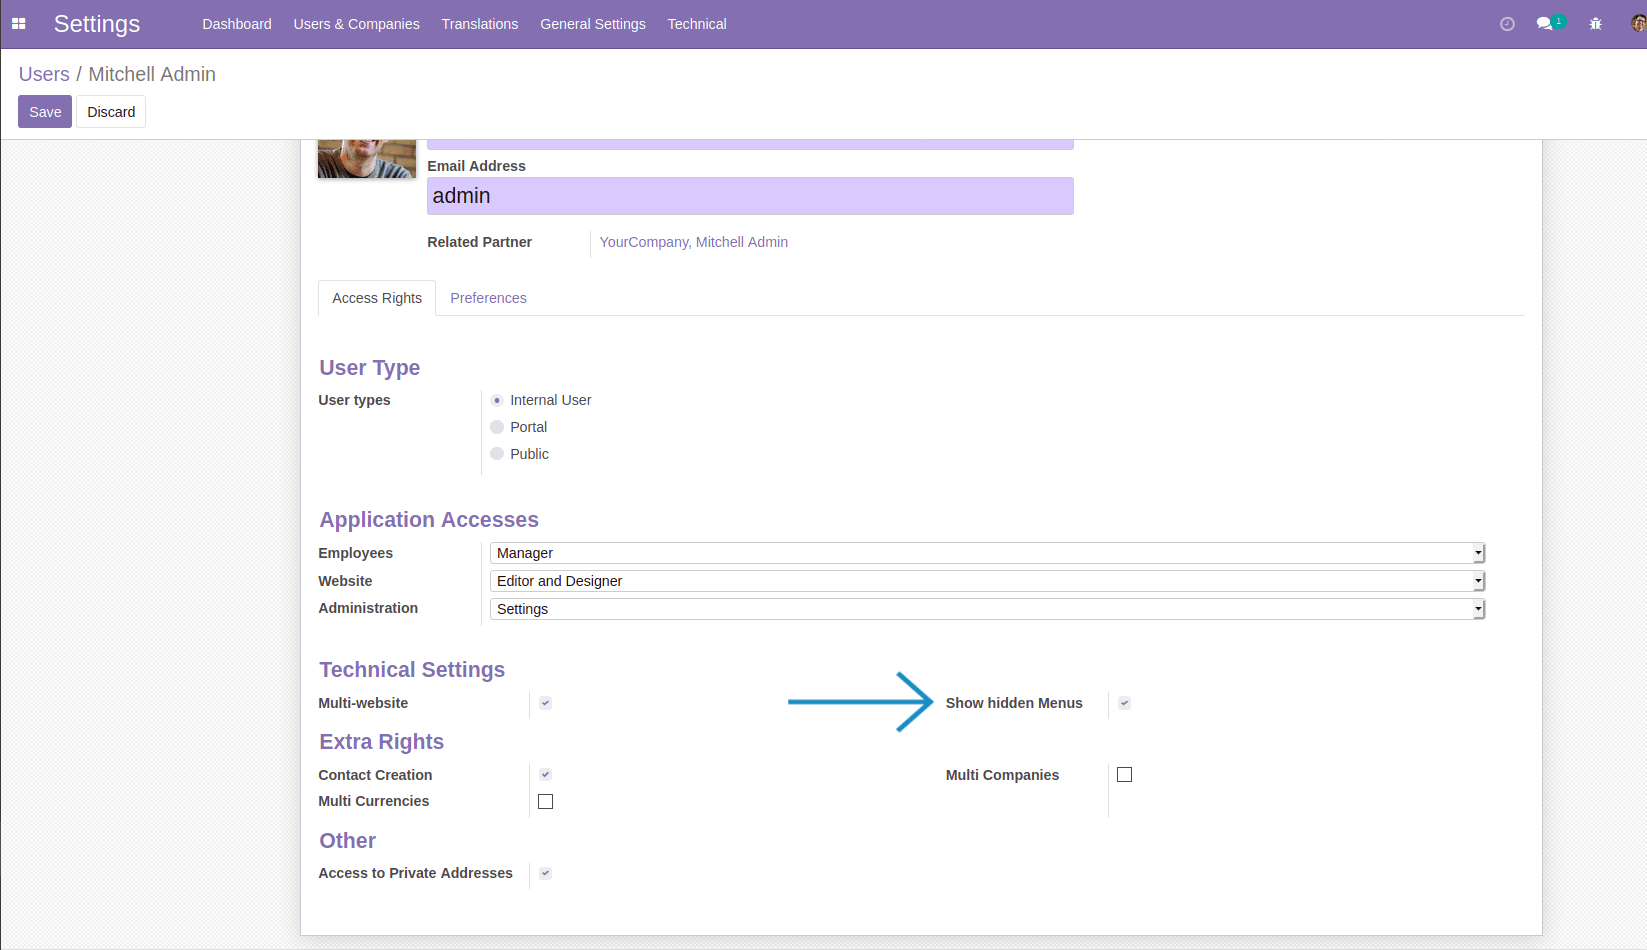 Settings Dashboard Users & Companies Translations General Settings Technical 1
Users / Mitchell Admin
Save Discard
Email Address
admin
Related Partner YourCompany, Mitchell Admin
Access Rights Preferences
User Type
User types Internal User
Portal
Public
Application Accesses
Employees Manager
Website Editor and Designer
Administration Settings
Technical Settings
Multi-website Show hidden Menus
Extra Rights
Contact Creation Multi Companies
Multi Currencies
Other
Access to Private Addresses